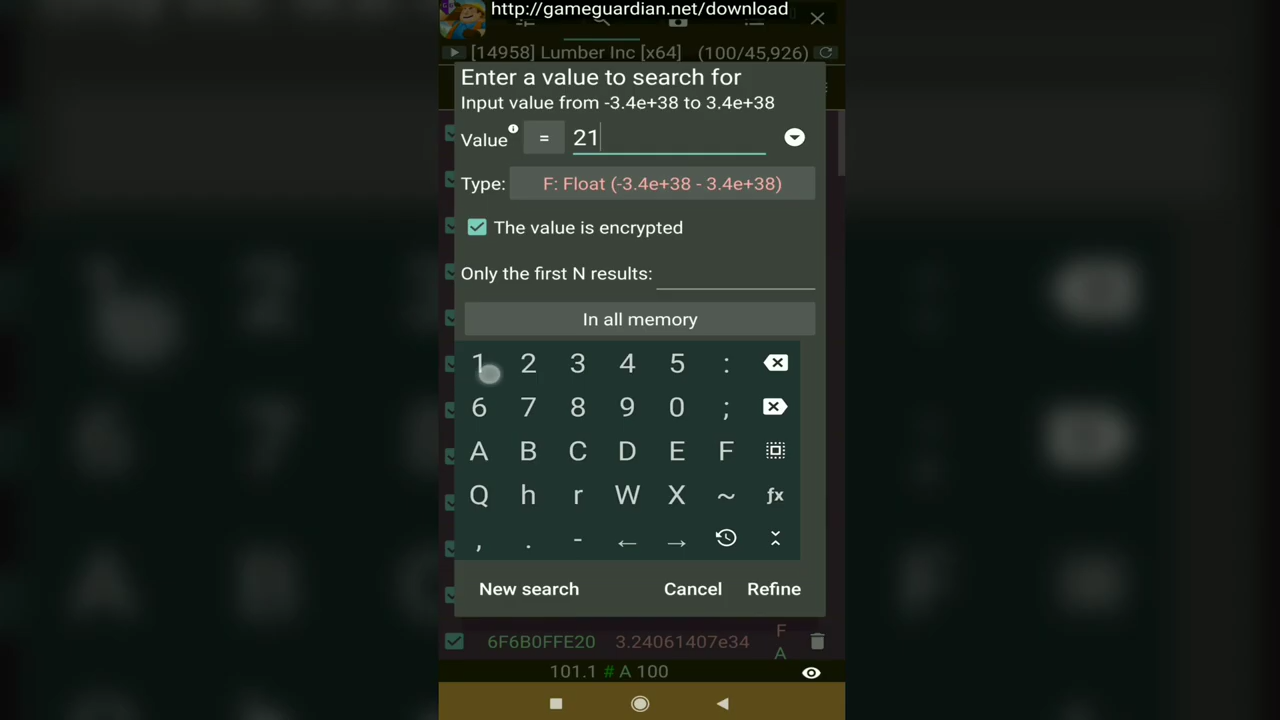 http://gameguardian.net/download
[14958] Lumber Inc [x64] (100/45,926)
Enter a value to search for
Input value from -3.4e+38 to 3.4e+38
Value = 21
Type: F: Float (-3.4e+38 - 3.4e+38)
The value is encrypted
Only the first N results:
In all memory
1 2 3 4 5 :
6 7 8 9 0 ;
A B C D E F
Q h r W X ~ ƒx
, . - ← →
New search Cancel Refine
6F6B0FFE20 3.24061407e34 F
A
101.1 # A 100